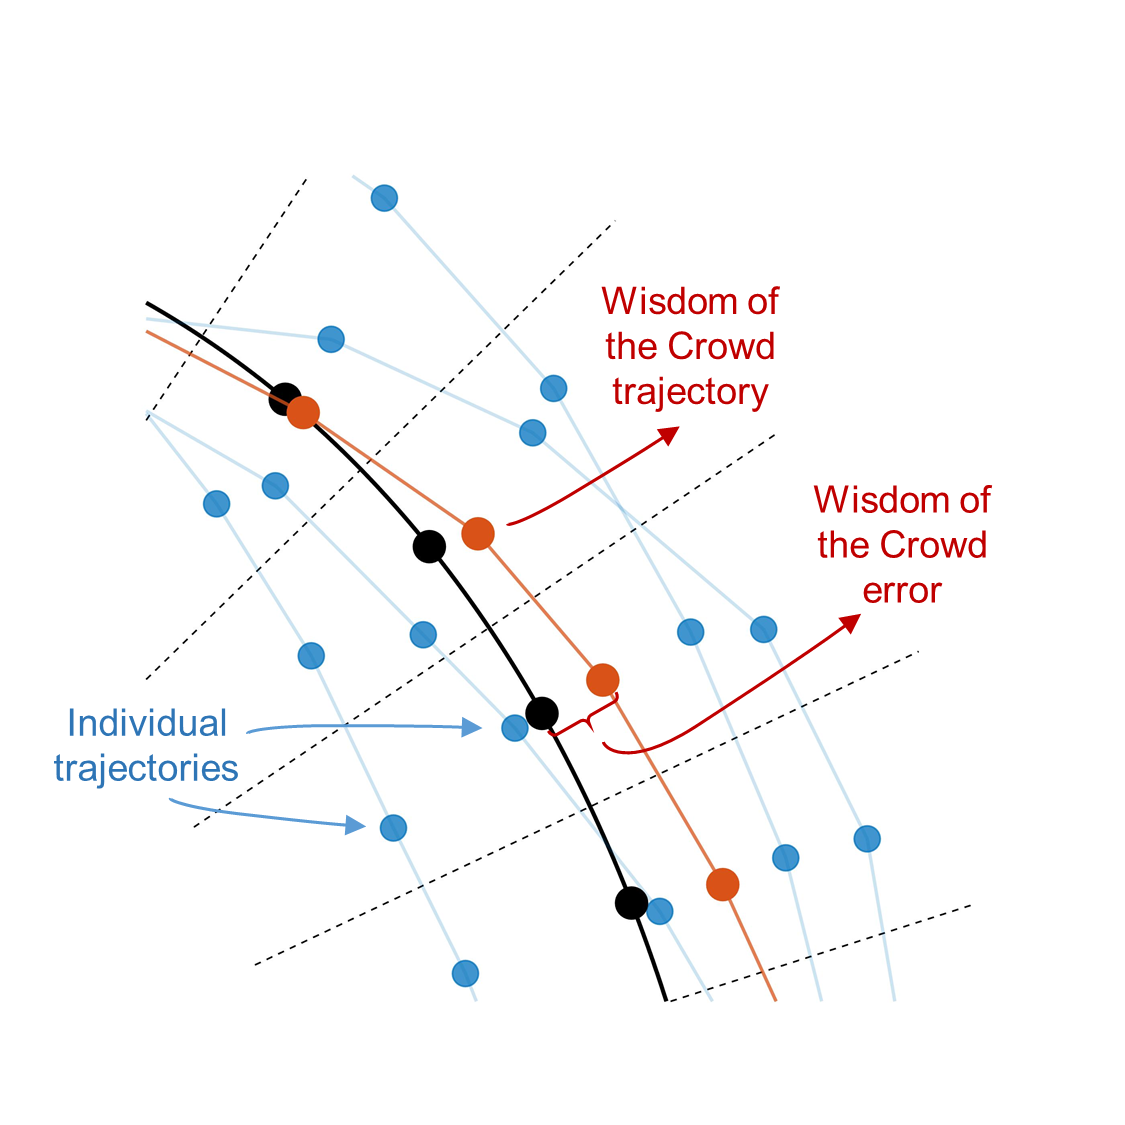 Wisdom of
the Crowd
trajectory
Wisdom of
the Crowd
error
Individual
trajectories